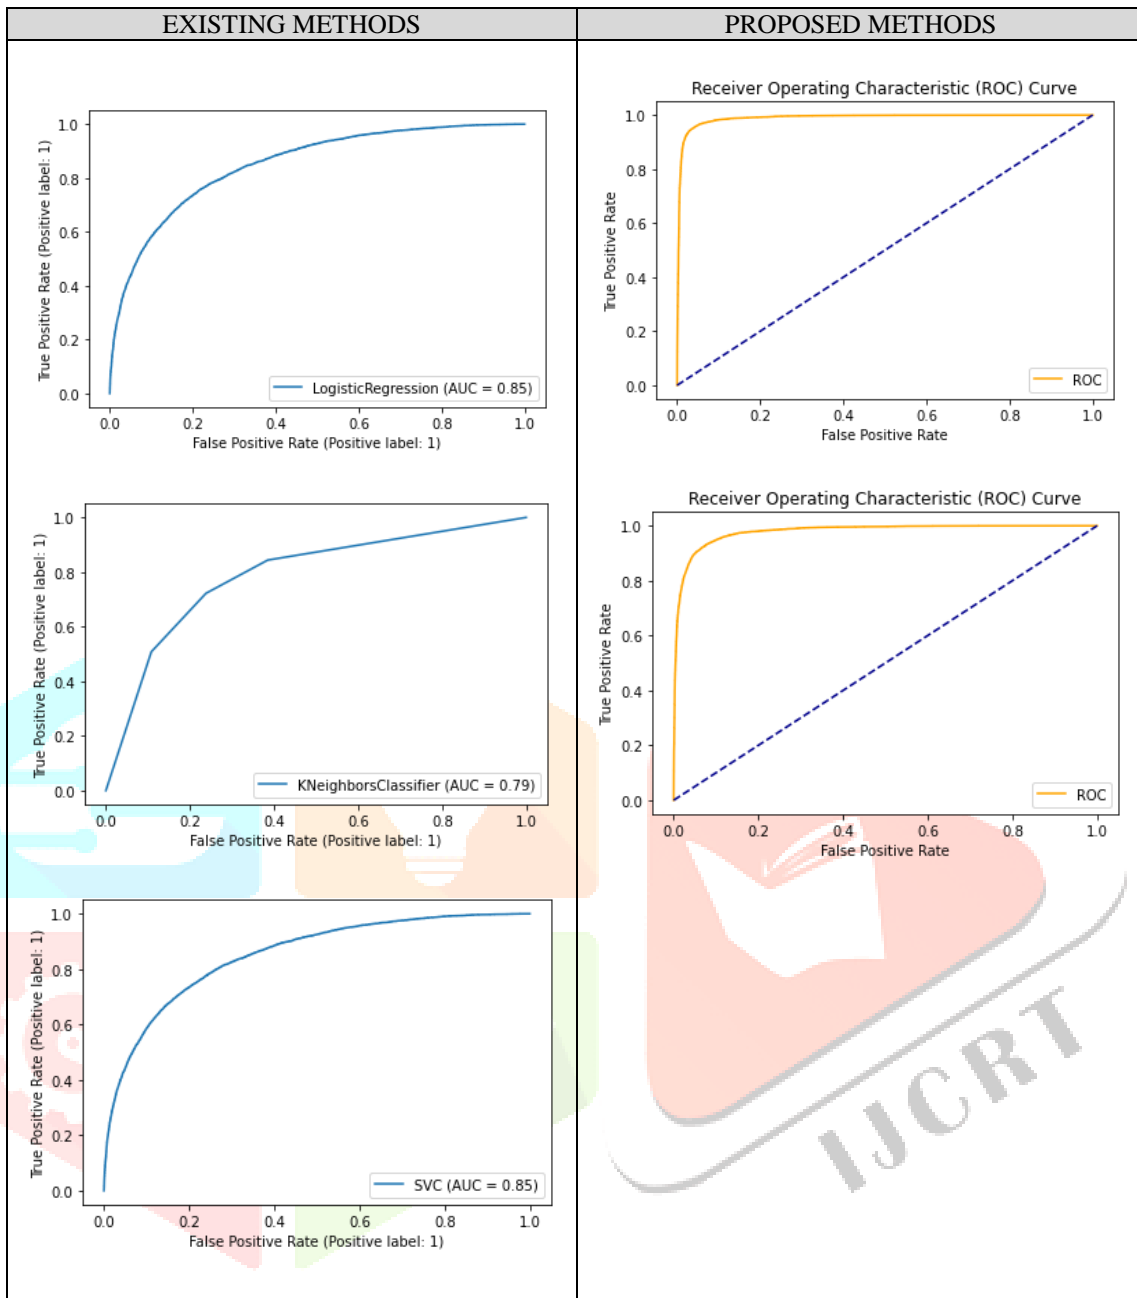 EXISTING METHODS
PROPOSED METHODS
1.0
0.8
0.6
0.4
0.2
0.0
True Positive Rate (Positive label: 1)
LogisticRegression (AUC = 0.85)
0.0 0.2 0.4 0.6 0.8 1.0
False Positive Rate (Positive label: 1)
Receiver Operating Characteristic (ROC) Curve
1.0
0.8
0.6
0.4
0.2
0.0
True Positive Rate
ROC
0.0 0.2 0.4 0.6 0.8 1.0
False Positive Rate
1.0
0.8
0.6
0.4
0.2
0.0
True Positive Rate (Positive label: 1)
KNeighborsClassifier (AUC = 0.79)
0.0 0.2 0.4 0.6 0.8 1.0
False Positive Rate (Positive label: 1)
Receiver Operating Characteristic (ROC) Curve
1.0
0.8
0.6
0.4
0.2
0.0
True Positive Rate
ROC
0.0 0.2 0.4 0.6 0.8 1.0
False Positive Rate
1.0
0.8
0.6
0.4
0.2
0.0
True Positive Rate (Positive label: 1)
SVC (AUC = 0.85)
0.0 0.2 0.4 0.6 0.8 1.0
False Positive Rate (Positive label: 1)
IJCRT